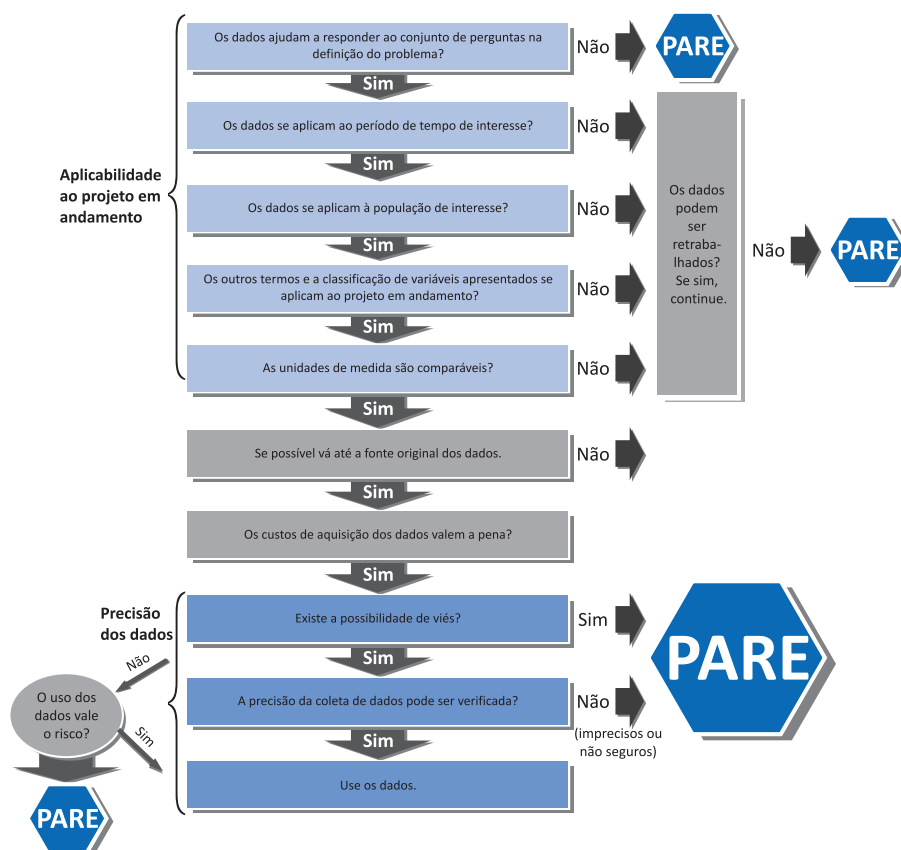 Os dados ajudam a responder ao conjunto de perguntas na
definição do problema?
Não
PARE
Sim
Os dados se aplicam ao período de tempo de interesse?
Não
Sim
Aplicabilidade
ao projeto em
andamento
Os dados se aplicam à população de interesse?
Não
Os dados
podem
ser
retraba-
lhados?
Se sim,
continue.
Não
PARE
Sim
Os outros termos e a classificação de variáveis apresentados se
aplicam ao projeto em andamento?
Não
Sim
As unidades de medida são comparáveis?
Não
Sim
Se possível vá até a fonte original dos dados.
Não
Sim
Os custos de aquisição dos dados valem a pena?
Sim
Precisão
dos dados
Existe a possibilidade de viés?
Sim
PARE
Sim
Não
O uso dos
dados vale
o risco?
Sim
A precisão da coleta de dados pode ser verificada?
Não
(imprecisos ou
não seguros)
Sim
Use os dados.
PARE